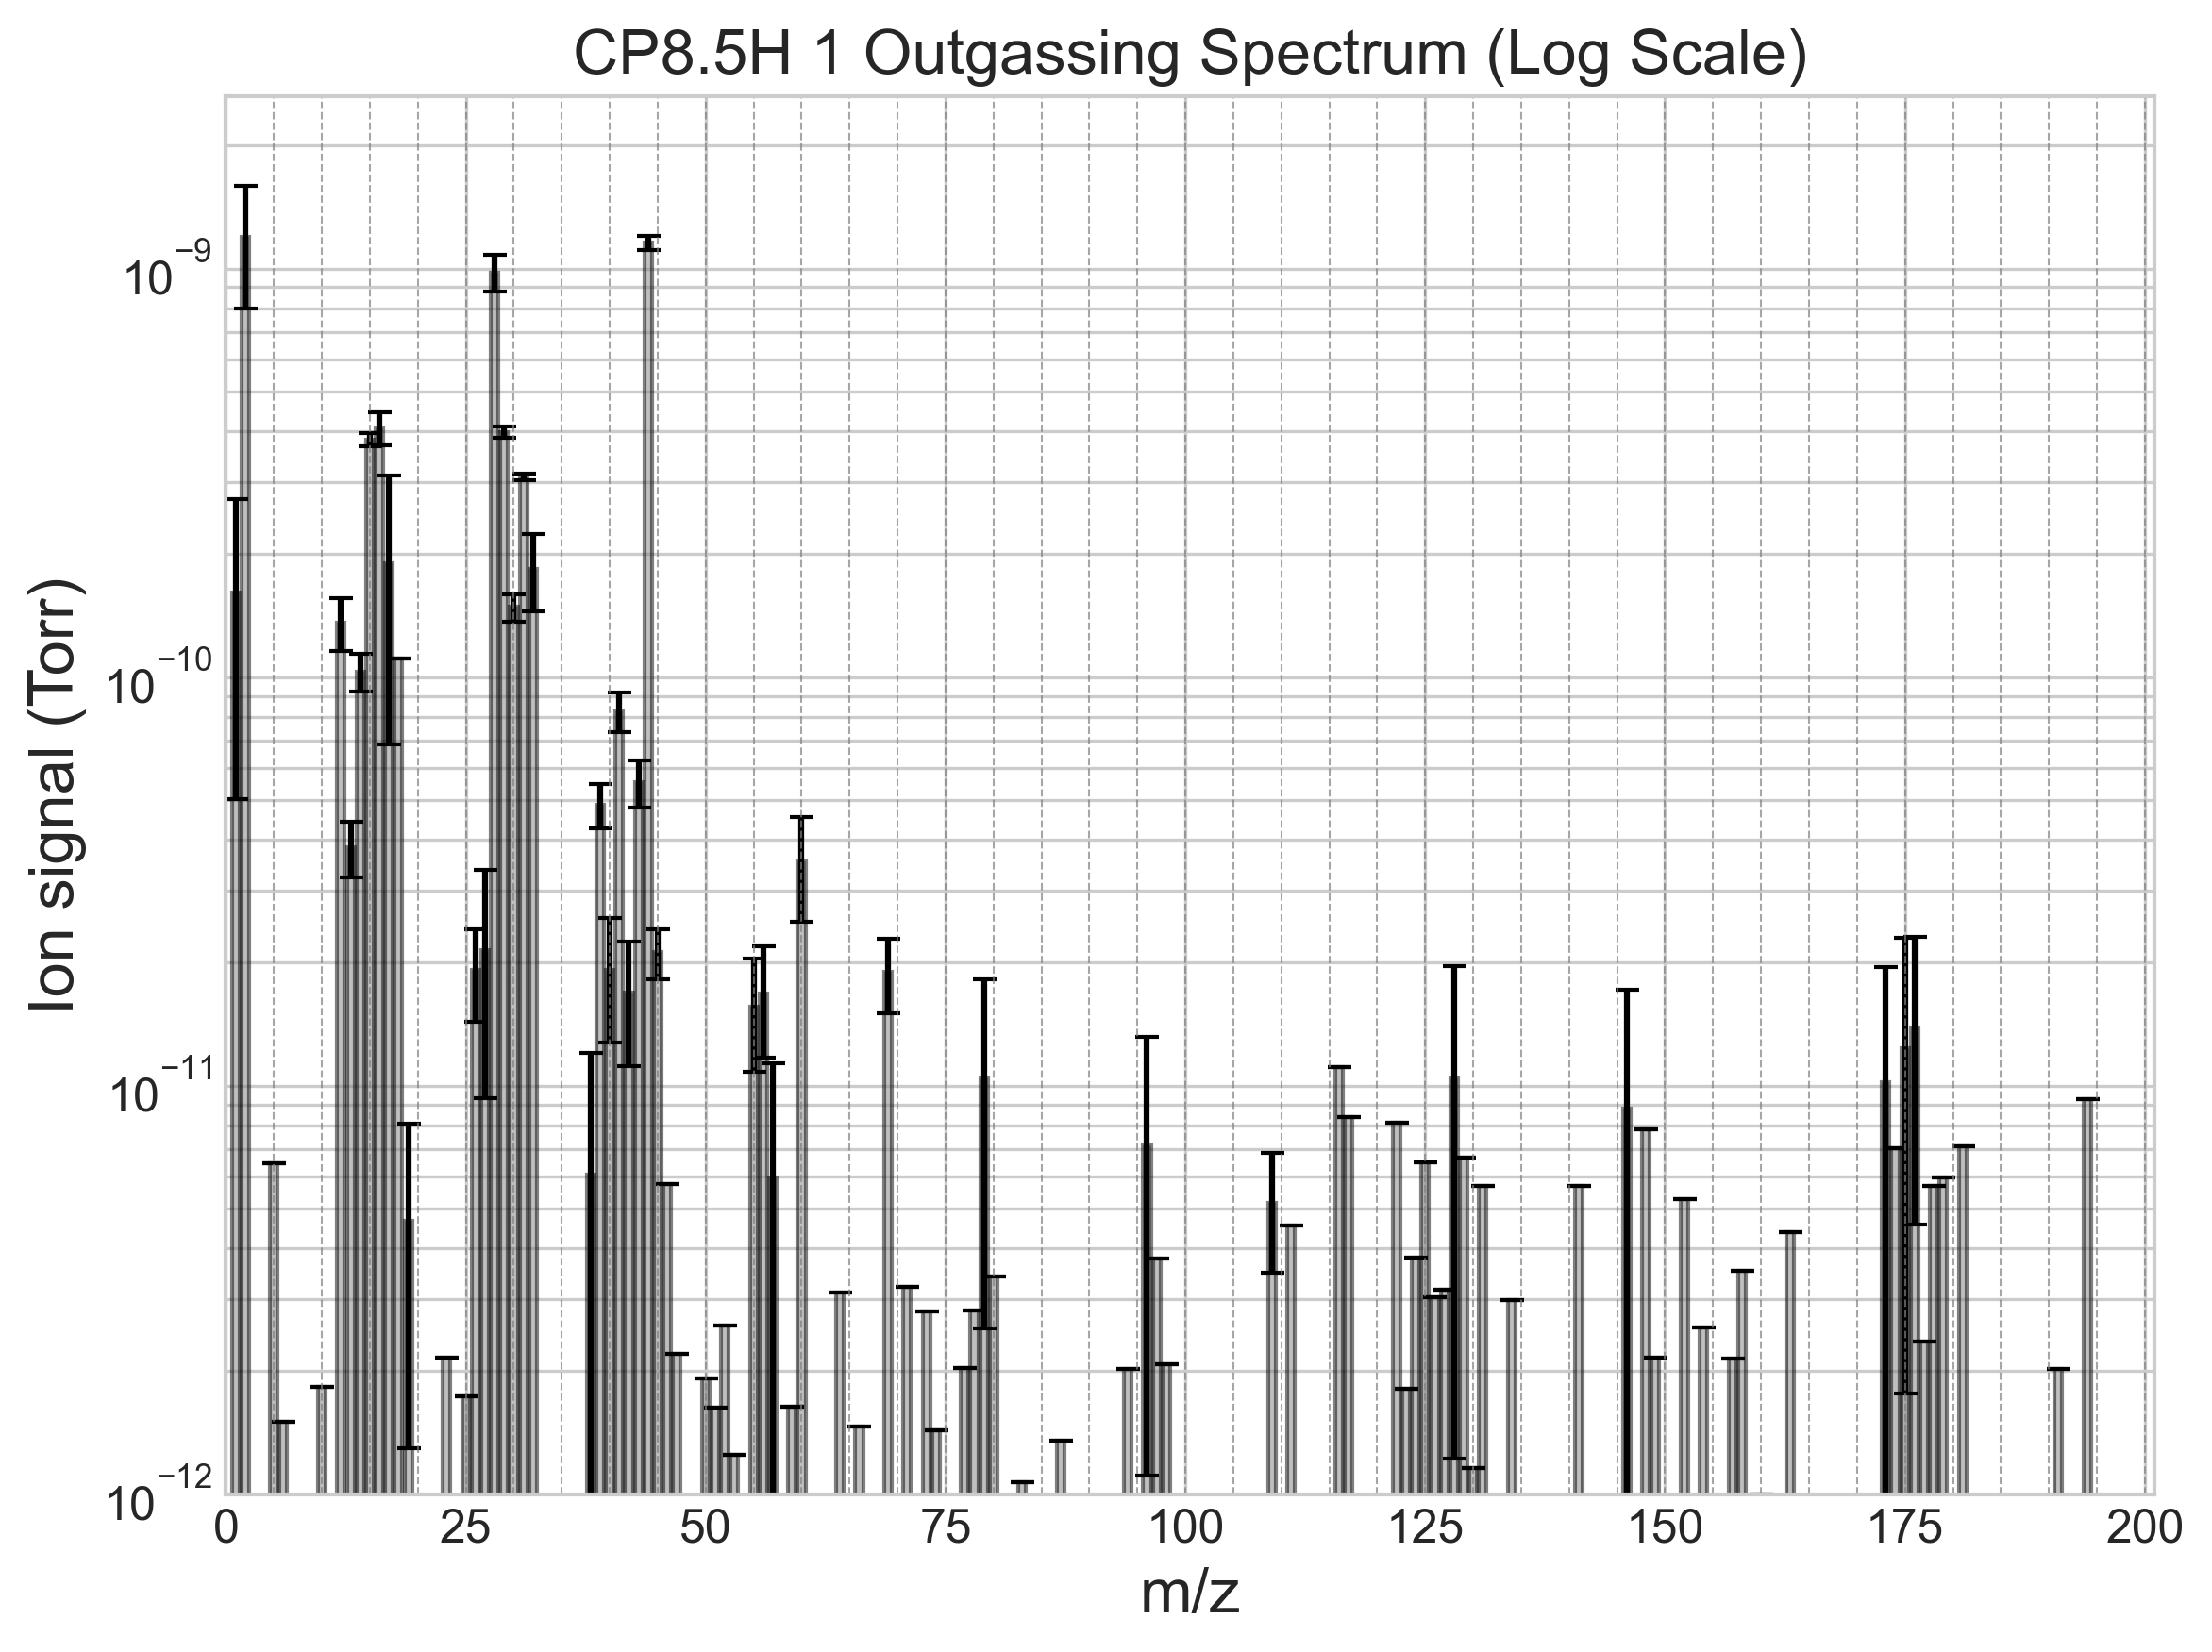 CP8.5H 1 Outgassing Spectrum (Log Scale)
Ion signal (Torr)
10⁻⁹
10⁻¹⁰
10⁻¹¹
10⁻¹²
0 25 50 75 100 125 150 175 200
m/z